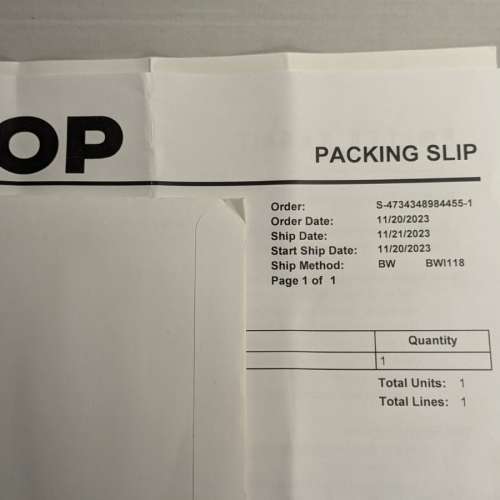 OP
PACKING SLIP
Order: S-4734348984455-1
Order Date: 11/20/2023
Ship Date: 11/21/2023
Start Ship Date: 11/20/2023
Ship Method: BW BWI118
Page 1 of 1
Quantity
1
Total Units: 1
Total Lines: 1